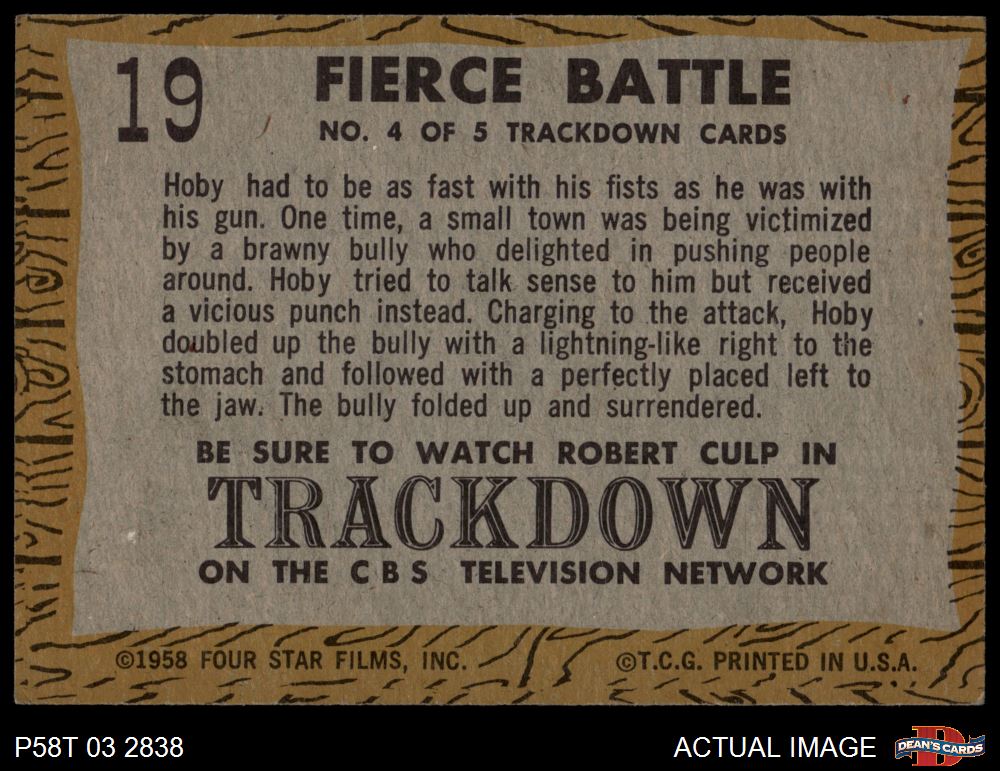 19
FIERCE BATTLE
NO. 4 OF 5 TRACKDOWN CARDS
Hoby had to be as fast with his fists as he was with
his gun. One time, a small town was being victimized
by a brawny bully who delighted in pushing people
around. Hoby tried to talk sense to him but received
a vicious punch instead. Charging to the attack, Hoby
doubled up the bully with a lightning-like right to the
stomach and followed with a perfectly placed left to
the jaw. The bully folded up and surrendered.
BE SURE TO WATCH ROBERT CULP IN
TRACKDOWN
ON THE CBS TELEVISION NETWORK
©1958 FOUR STAR FILMS, INC. ©T.C.G. PRINTED IN U.S.A.
P58T 03 2838 ACTUAL IMAGE DEAN'S CARDS